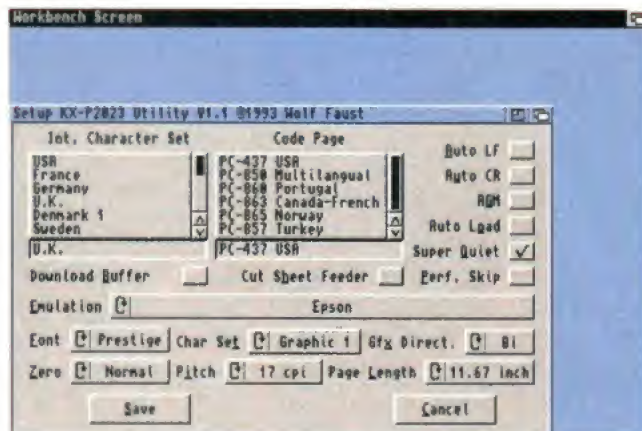 Workbench Screen
Setup KX-P2023 Utility V1.1 ©1993 Wolf Faust
Int. Character Set
USA
France
Germany
U.K.
Denmark 1
Sweden
U.K.
Code Page
PC-437 USA
PC-850 Multilangual
PC-860 Portugal
PC-863 Canada-French
PC-865 Norway
PC-857 Turkey
PC-437 USA
Auto LF
Auto CR
AGM
Auto Load
Super Quiet ✓
Download Buffer
Cut Sheet Feeder
Perf. Skip
Emulation Epson
Font Prestige Char Set Graphic 1 Gfx Direct. Bi
Zero Normal Pitch 17 cpi Page Length 11.67 inch
Save Cancel